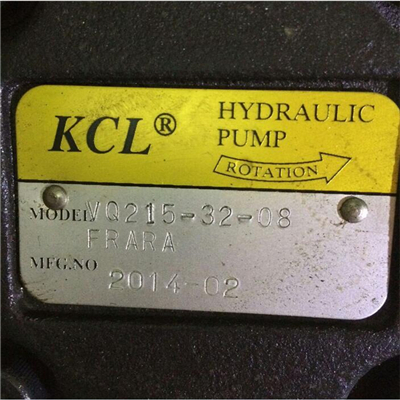 KCL®
HYDRAULIC
PUMP
ROTATION
MODEL VQ215-32-08
FRARA
MFG.NO
2014-02